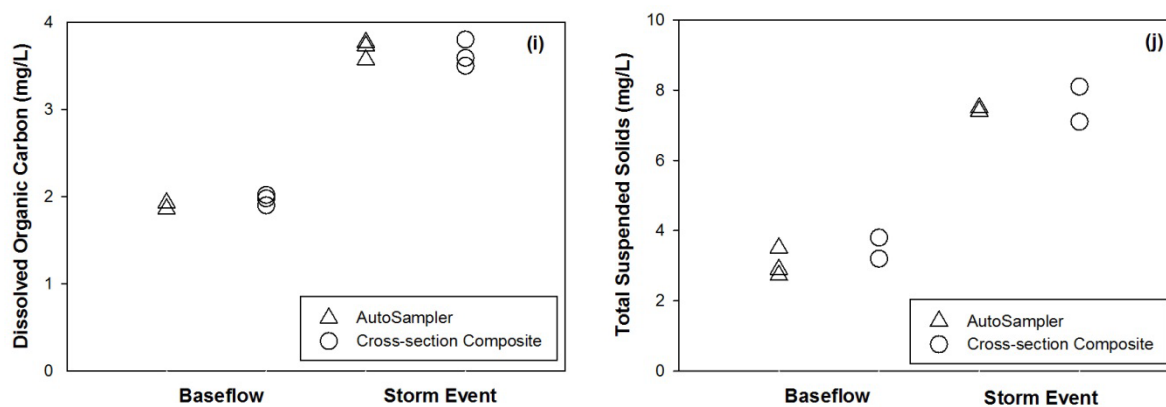 Dissolved Organic Carbon (mg/L)
4
3
2
1
0
(i)
AutoSampler
Cross-section Composite
Baseflow
Storm Event
Total Suspended Solids (mg/L)
10
8
6
4
2
0
(j)
AutoSampler
Cross-section Composite
Baseflow
Storm Event